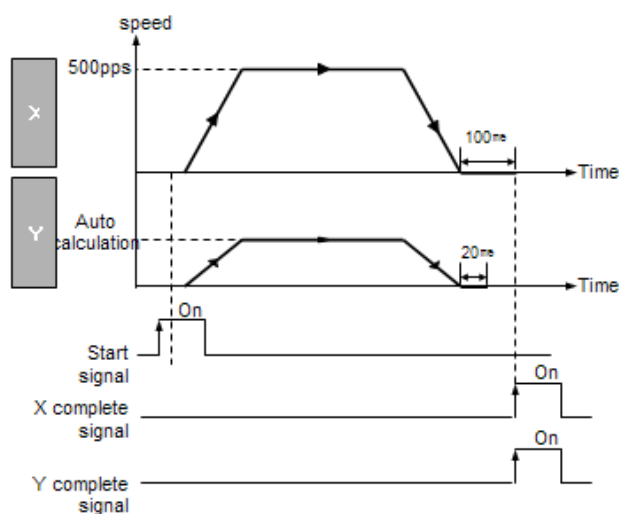 speed
500pps
X
100ms
Time
Y
Auto
calculation
20ms
Time
On
Start
signal
On
X complete
signal
On
Y complete
signal